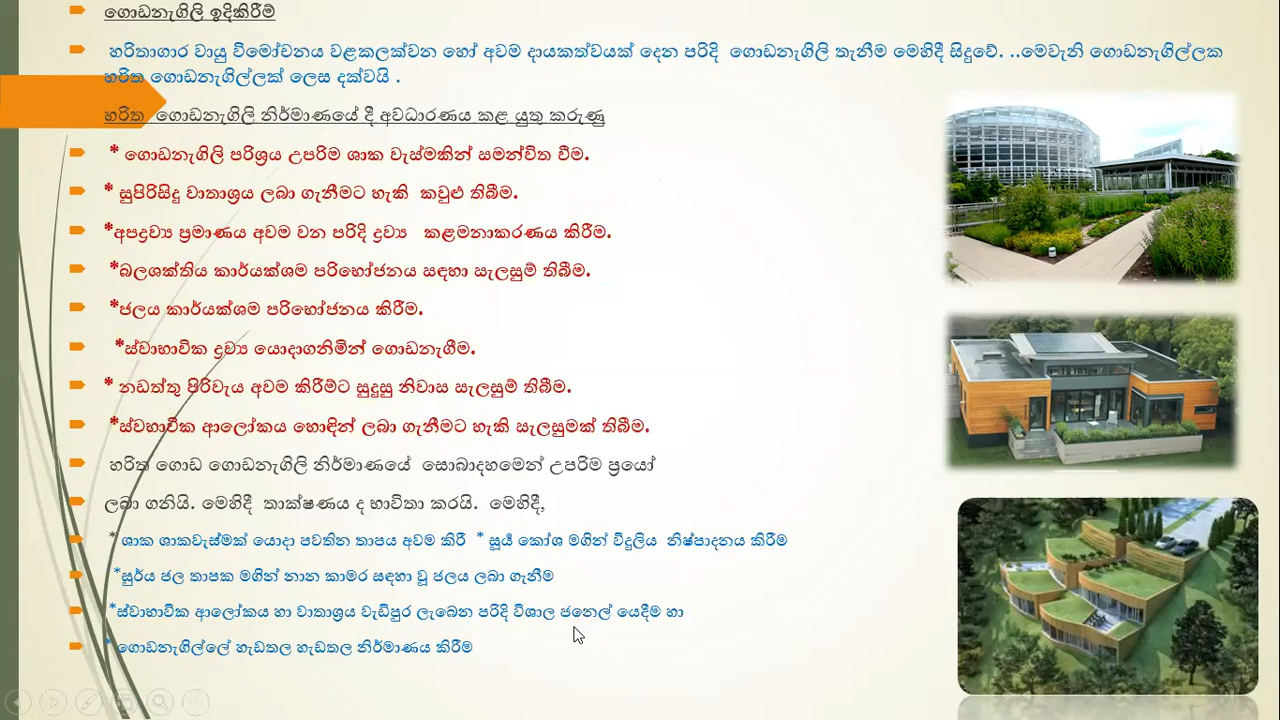 ගොඩනැගිලි ඉදිකිරීම්
හරිතාගාර වායු විමෝචනය වළකලක්වන හෝ අවම දායකත්වයක් දෙන පරිදි ගොඩනැගිලි තැනීම මෙහිදී සිදුවේ. ..මෙවැනි ගොඩනැගිල්ලක
හරිත ගොඩනැගිල්ලක් ලෙස දක්වයි .
හරිත ගොඩනැගිලි නිර්මාණයේ දී අවධාරණය කළ යුතු කරුණු
* ගොඩනැගිලි පරිශ්‍රය උපරිම ශාක වැස්මකින් සමන්විත වීම.
* සුපිරිසිදු වාතාශ්‍රය ලබා ගැනීමට හැකි කවුළු තිබීම.
*අපද්‍රව්‍ය ප්‍රමාණය අවම වන පරිදි ද්‍රව්‍ය කළමනාකරණය කිරීම.
*බලශක්තිය කාර්යක්ශම පරිභෝජනය සඳහා සැලසුම් තිබීම.
*ජලය කාර්යක්ශම පරිභෝජනය කිරීම.
*ස්වාභාවික ද්‍රව්‍ය යොදාගනිමින් ගොඩනැගීම.
* නඩත්තු පිරිවැය අවම කිරීම්ට සුදුසු නිවාස සැලසුම් තිබීම.
*ස්වභාවික ආලෝකය හොඳින් ලබා ගැනීමට හැකි සැලසුමක් තිබීම.
හරිත ගොඩ ගොඩනැගිලි නිර්මාණයේ සොබාදහමෙන් උපරිම ප්‍රයෝ
ලබා ගනියි. මෙහිදී තාක්ෂණය ද භාවිතා කරයි. මෙහිදී,
* ශාක ශාකවැස්මක් යොදා පවතින තාපය අවම කිරී * සූර්‍ය කෝශ මගින් විදුලිය නිෂ්පාදනය කිරීම
*සුර්ය ජල තාපක මගින් නාන කාමර සඳහා වූ ජලය ලබා ගැනීම
*ස්වාභාවික ආලෝකය හා වාතාශ්‍රය වැඩිපුර ලැබෙන පරිදි විශාල ජනෙල් යෙදීම හා
* ගොඩනැගිල්ලේ හැඩතල හැඩතල නිර්මාණය කිරීම